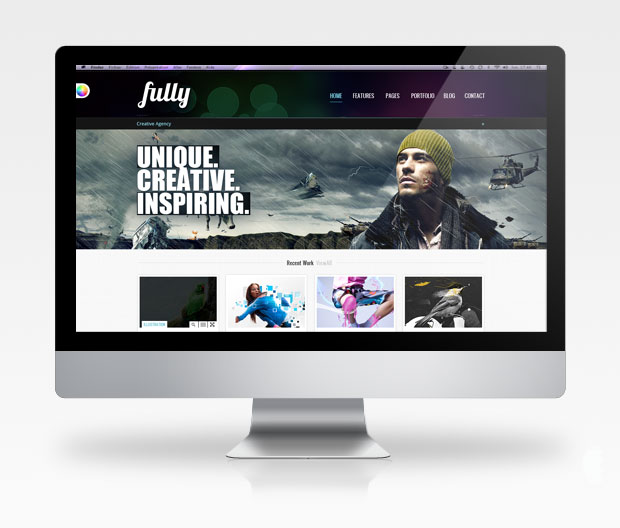 fully
HOME FEATURES PAGES PORTFOLIO BLOG CONTACT
Creative Agency
UNIQUE.
CREATIVE.
INSPIRING.
Recent Work View All
ILLUSTRATION